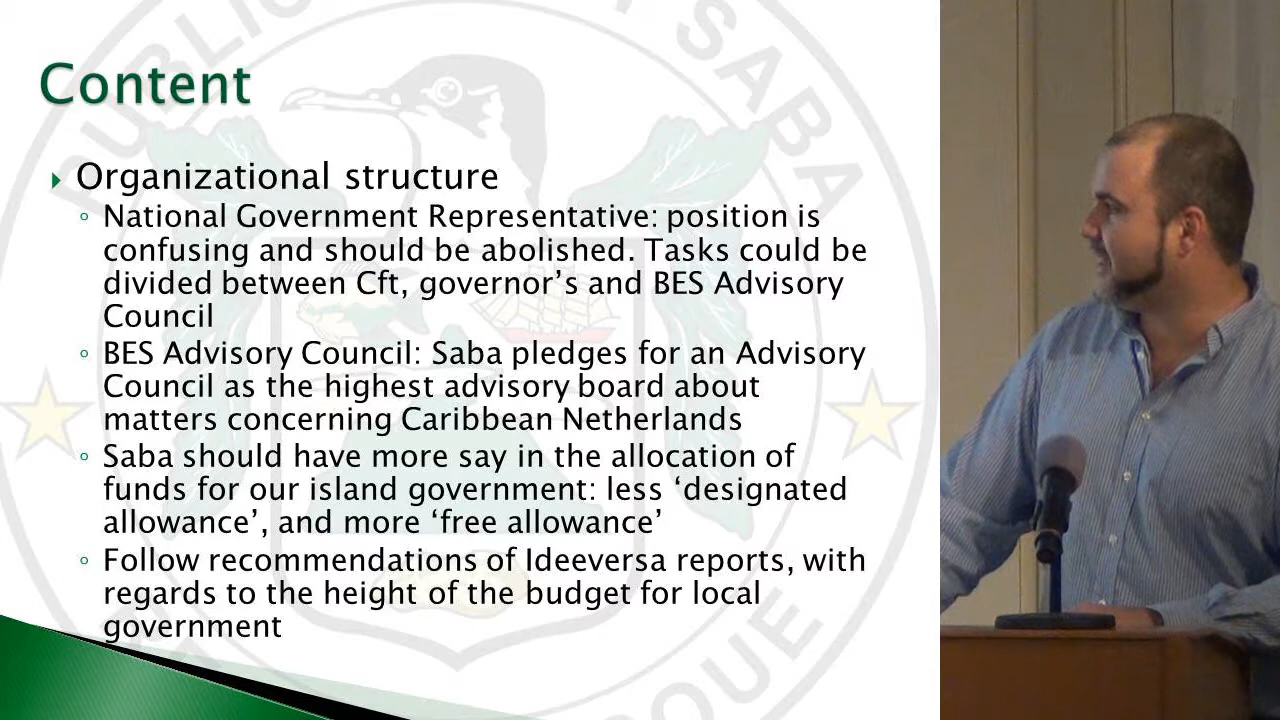 PUBLIC
SABA
Content
Organizational structure
National Government Representative: position is
confusing and should be abolished. Tasks could be
divided between Cft, governor's and BES Advisory
Council
BES Advisory Council: Saba pledges for an Advisory
Council as the highest advisory board about
matters concerning Caribbean Netherlands
Saba should have more say in the allocation of
funds for our island government: less ‘designated
allowance’, and more ‘free allowance’
Follow recommendations of Ideeversa reports, with
regards to the height of the budget for local
government